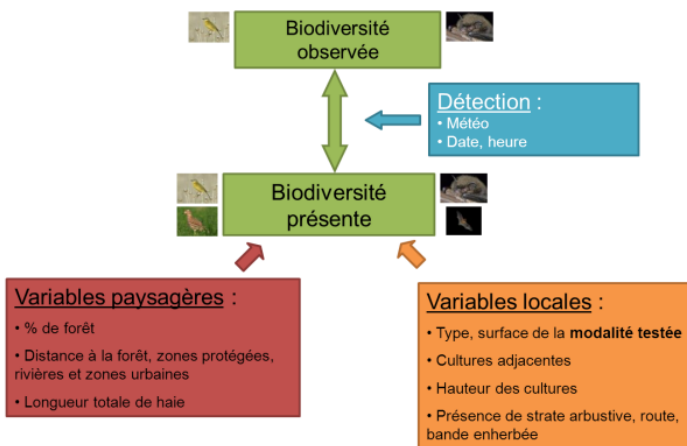 Biodiversité
observée
Détection :
• Météo
• Date, heure
Biodiversité
présente
Variables paysagères :
• % de forêt
• Distance à la forêt, zones protégées,
rivières et zones urbaines
• Longueur totale de haie
Variables locales :
• Type, surface de la modalité testée
• Cultures adjacentes
• Hauteur des cultures
• Présence de strate arbustive, route,
bande enherbée